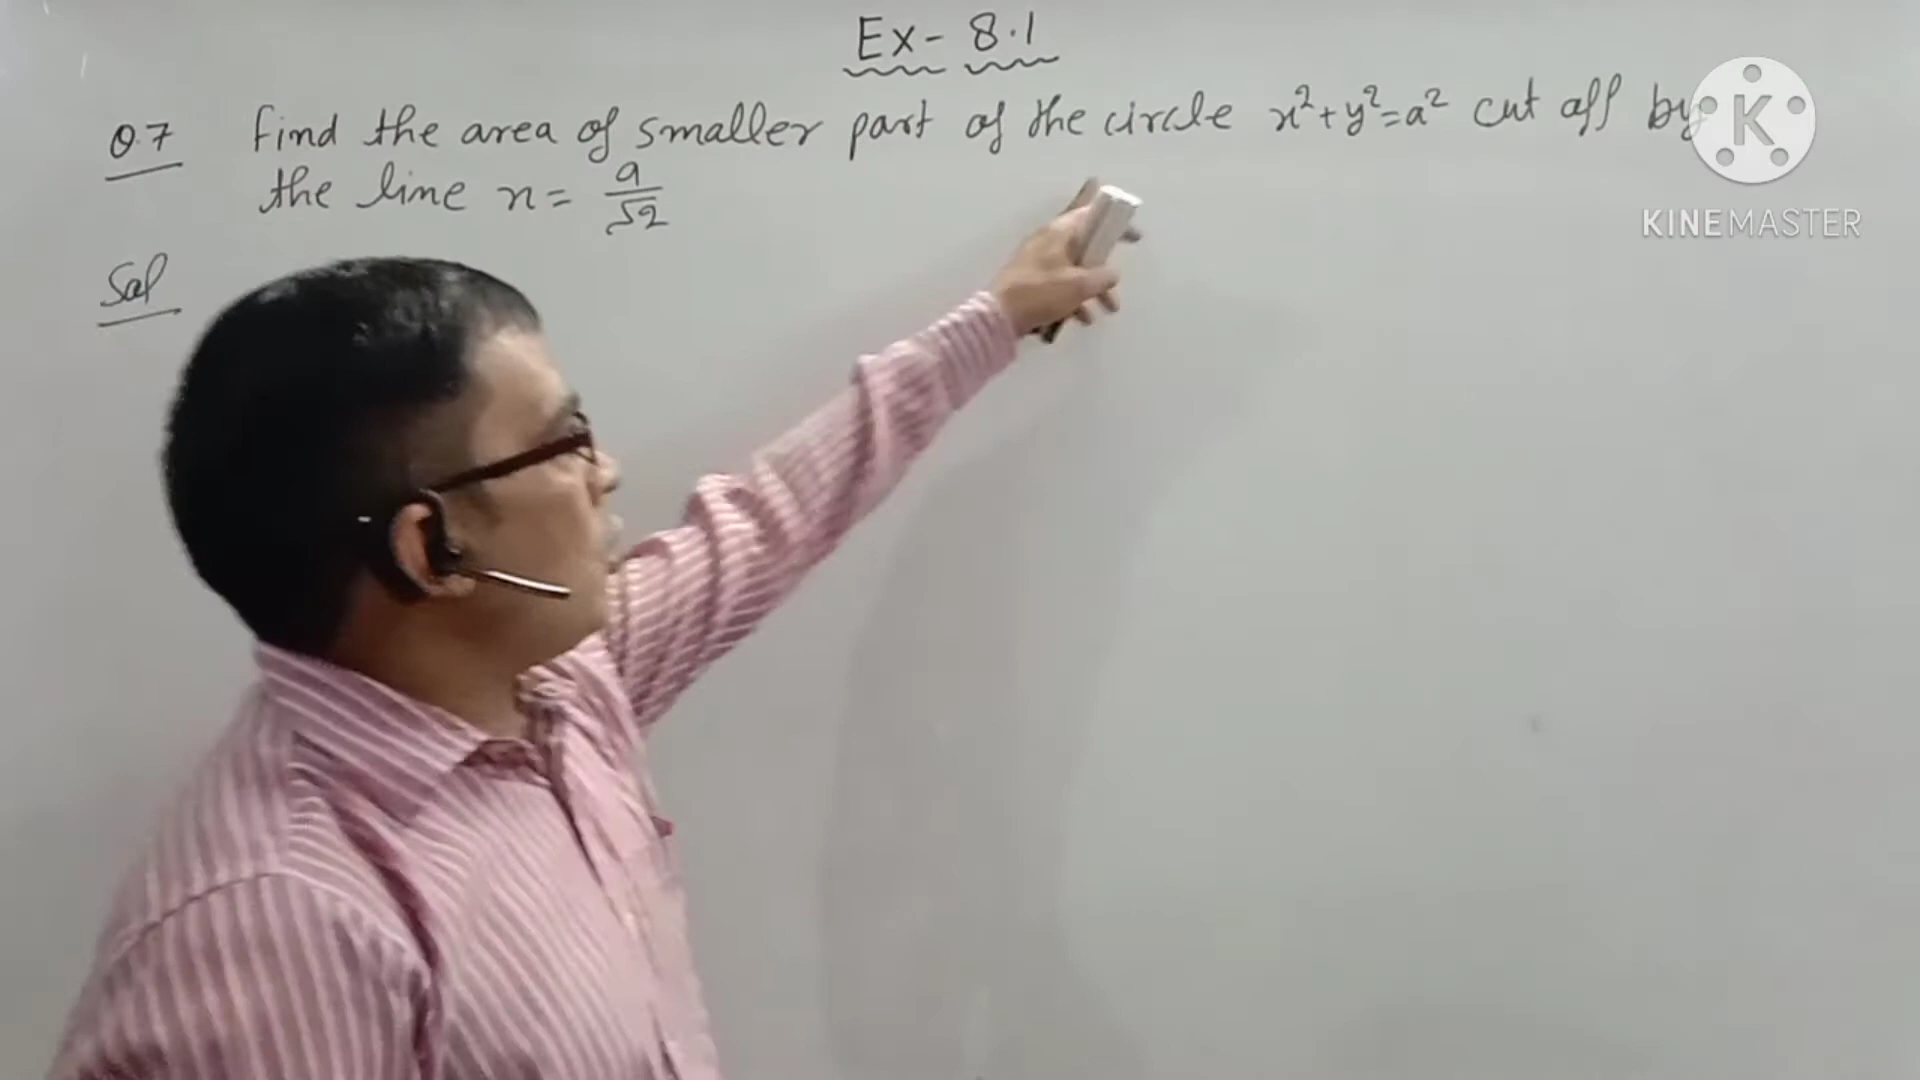 Ex- 8.1
Q.7 Find the area of smaller part of the circle x²+y²=a² cut off by
the line x= a/√2
Sol
K
KINEMASTER